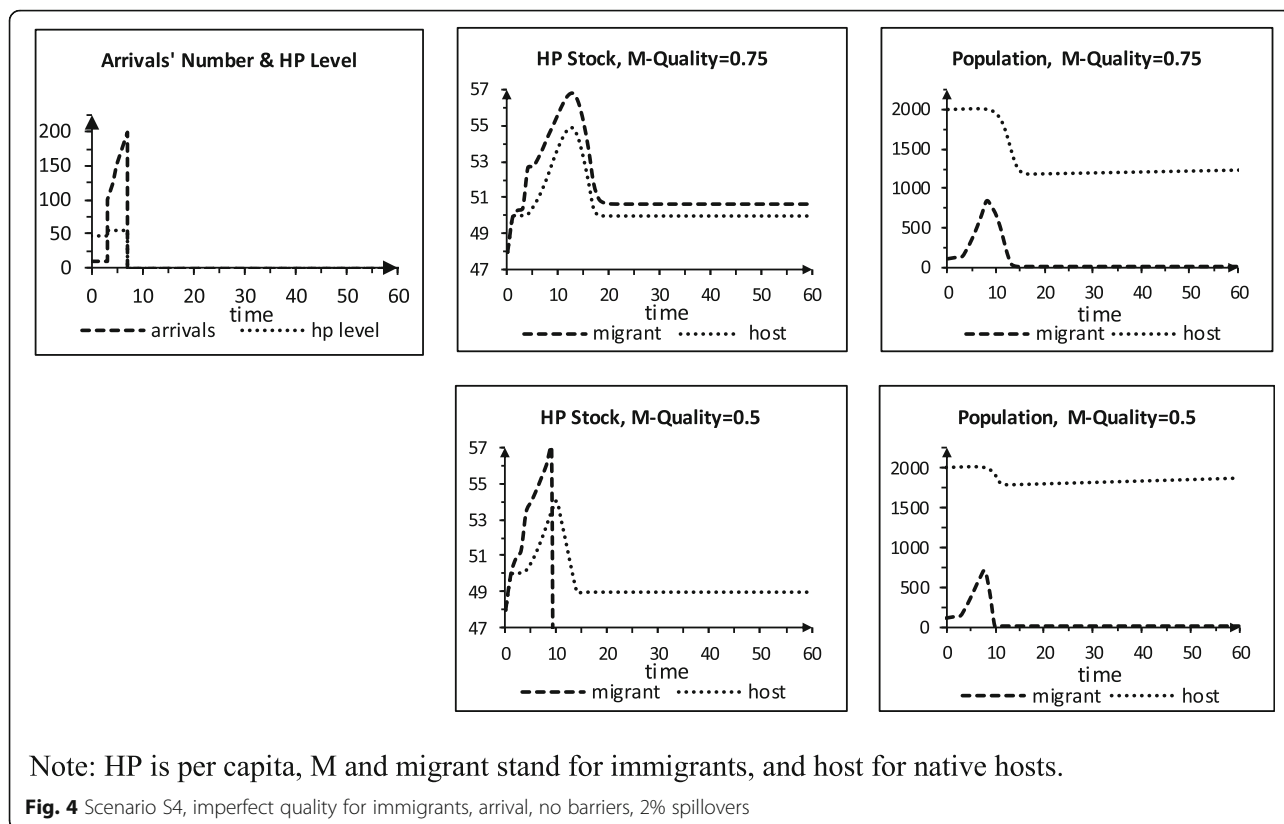 Arrivals' Number & HP Level
200
150
100
50
0
0 10 20 30 40 50 60
time
arrivals hp level
HP Stock, M-Quality=0.75
57
55
53
51
49
47
0 10 20 30 40 50 60
time
migrant host
Population, M-Quality=0.75
2000
1500
1000
500
0
0 10 20 30 40 50 60
time
migrant host
HP Stock, M-Quality=0.5
57
55
53
51
49
47
0 10 20 30 40 50 60
time
migrant host
Population, M-Quality=0.5
2000
1500
1000
500
0
0 10 20 30 40 50 60
time
migrant host
Note: HP is per capita, M and migrant stand for immigrants, and host for native hosts.
Fig. 4 Scenario S4, imperfect quality for immigrants, arrival, no barriers, 2% spillovers